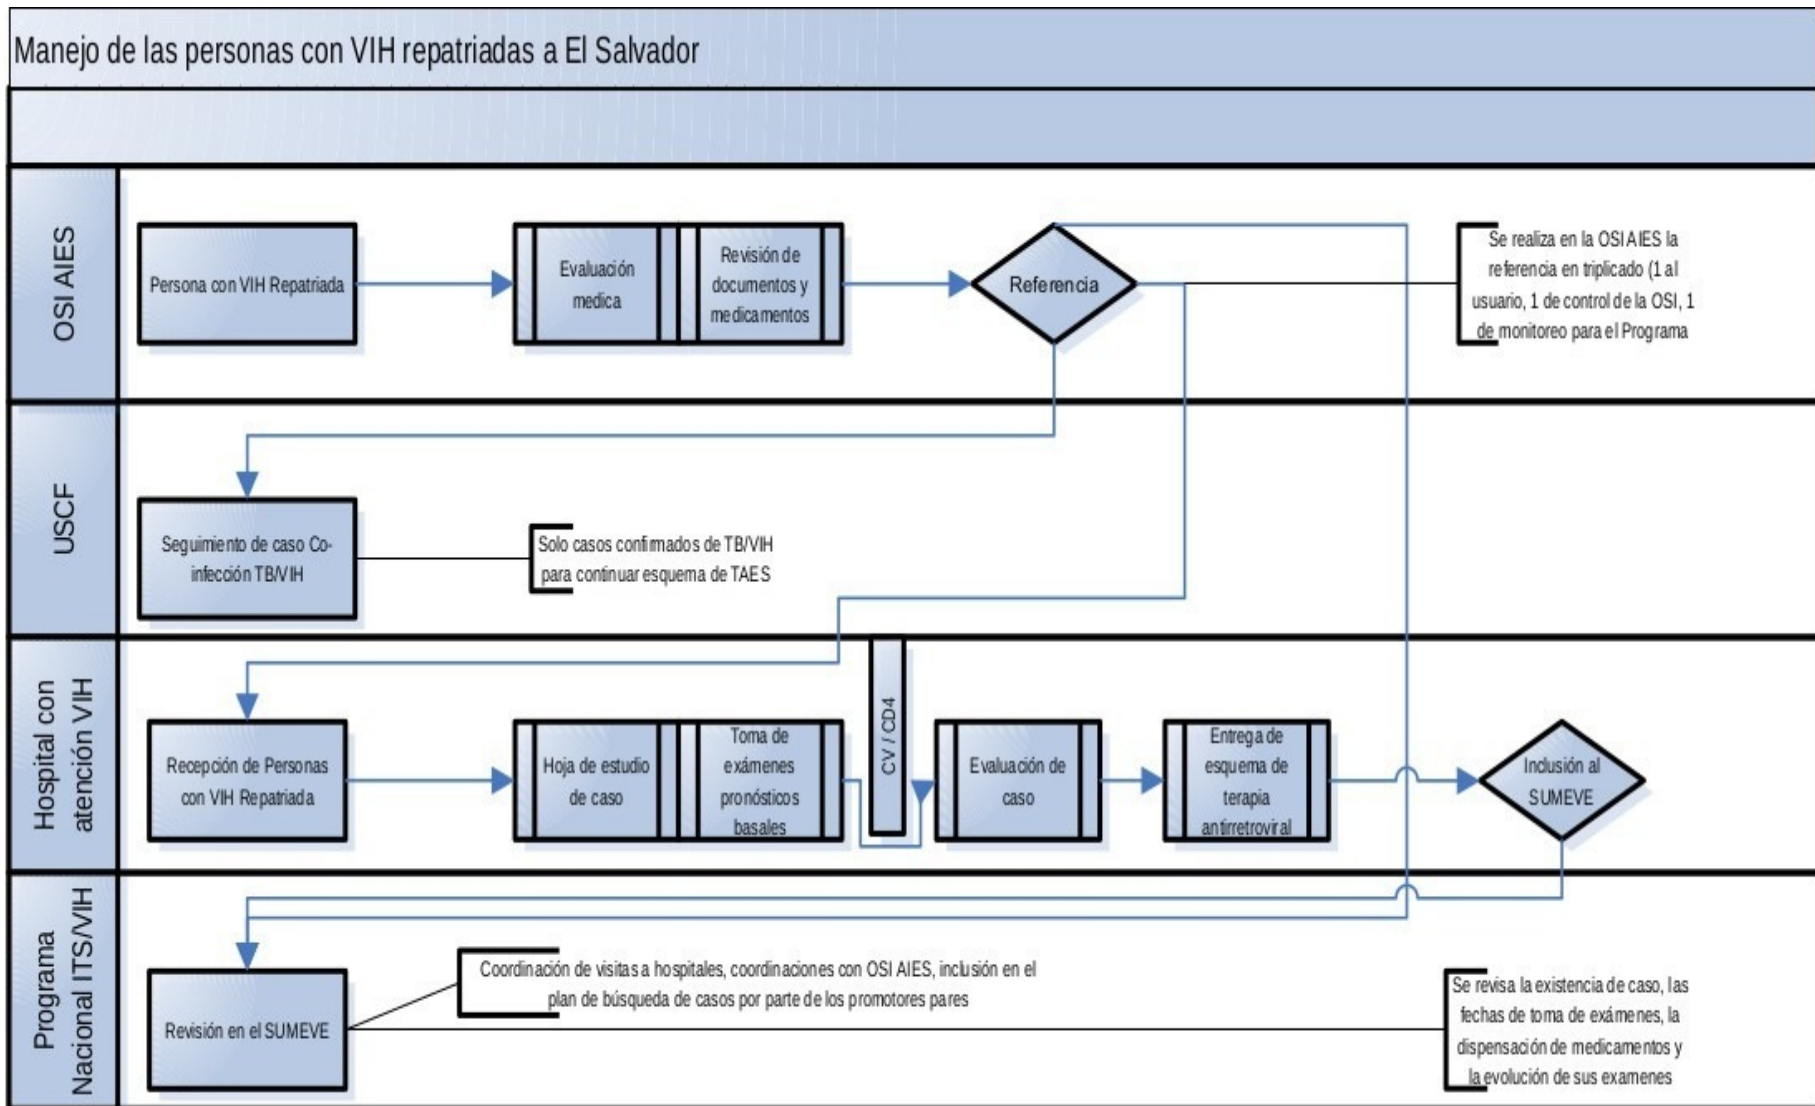 Manejo de las personas con VIH repatriadas a El Salvador
OSI AIES
Persona con VIH Repatriada
Evaluación
medica
Revisión de
documentos y
medicamentos
Referencia
Se realiza en la OSI AIES la
referencia en triplicado (1 al
usuario, 1 de control de la OSI, 1
de monitoreo para el Programa
USCF
Seguimiento de caso Co-
infección TB/VIH
Solo casos confirmados de TB/VIH
para continuar esquema de TAES
Hospital con
atención VIH
Recepción de Personas
con VIH Repatriada
Hoja de estudio
de caso
Toma de
exámenes
pronósticos
basales
CV / CD4
Evaluación de
caso
Entrega de
esquema de
terapia
antirretroviral
Inclusión al
SUMEVE
Programa
Nacional ITS/VIH
Revisión en el SUMEVE
Coordinación de visitas a hospitales, coordinaciones con OSI AIES, inclusión en el
plan de búsqueda de casos por parte de los promotores pares
Se revisa la existencia de caso, las
fechas de toma de exámenes, la
dispensación de medicamentos y
la evolución de sus examenes